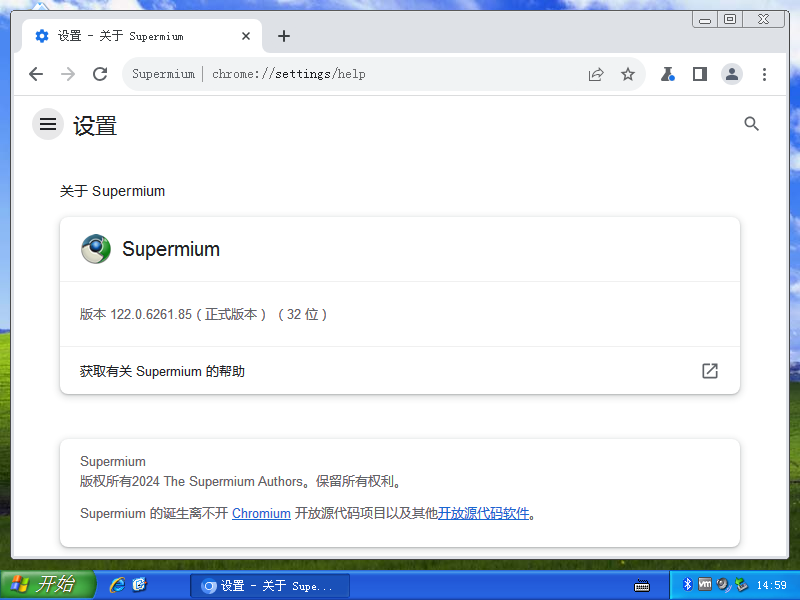 设置 - 关于 Supermium
Supermium
chrome://settings/help
设置
关于 Supermium
Supermium
版本 122.0.6261.85（正式版本）（32 位）
获取有关 Supermium 的帮助
Supermium
版权所有2024 The Supermium Authors。保留所有权利。
Supermium 的诞生离不开 Chromium 开放源代码项目以及其他开放源代码软件。
开始
设置 - 关于 Supe...
vm
14:59